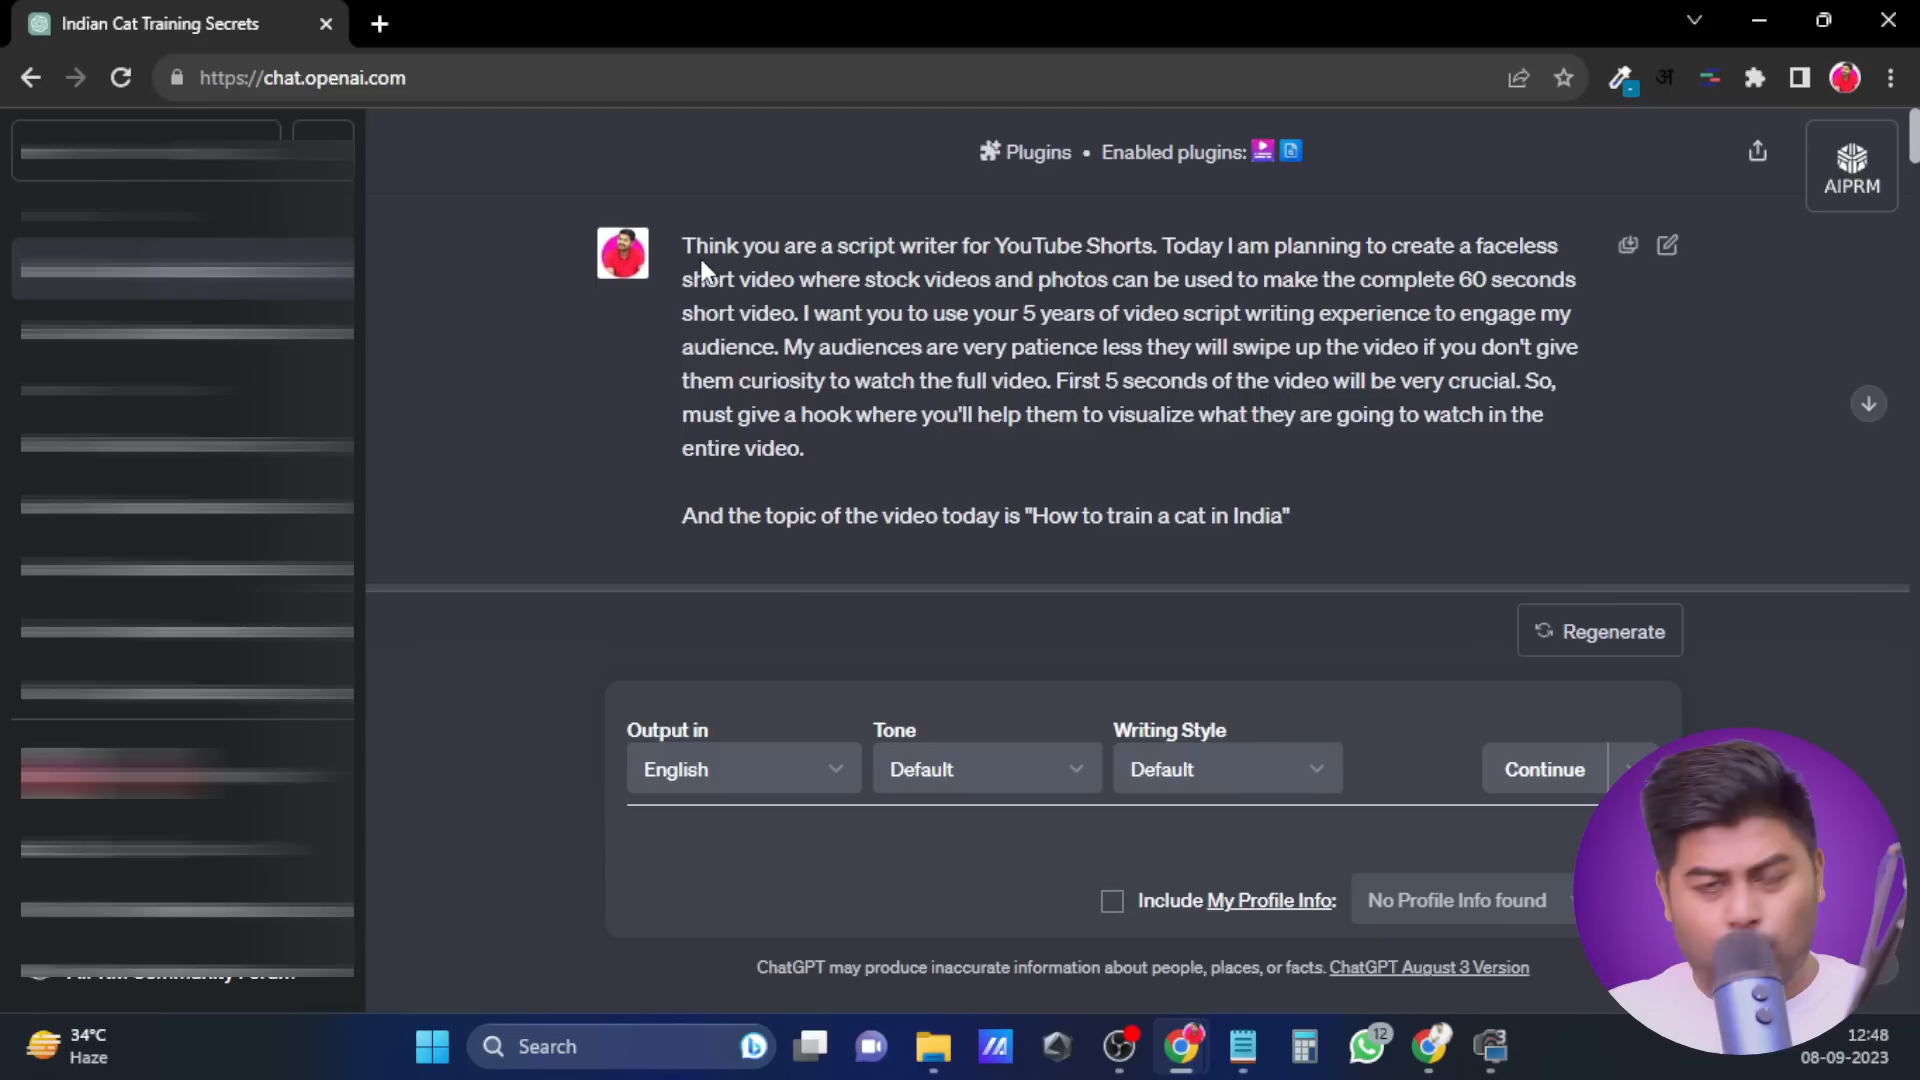 Indian Cat Training Secrets
https://chat.openai.com
अ
Plugins • Enabled plugins:
AIPRM
Think you are a script writer for YouTube Shorts. Today I am planning to create a faceless
short video where stock videos and photos can be used to make the complete 60 seconds
short video. I want you to use your 5 years of video script writing experience to engage my
audience. My audiences are very patience less they will swipe up the video if you don't give
them curiosity to watch the full video. First 5 seconds of the video will be very crucial. So,
must give a hook where you'll help them to visualize what they are going to watch in the
entire video.
And the topic of the video today is "How to train a cat in India"
Regenerate
Output in
Tone
Writing Style
English
Default
Default
Continue
Include My Profile Info:
No Profile Info found
ChatGPT may produce inaccurate information about people, places, or facts. ChatGPT August 3 Version
34°C
Haze
Search
12
12:48
08-09-2023